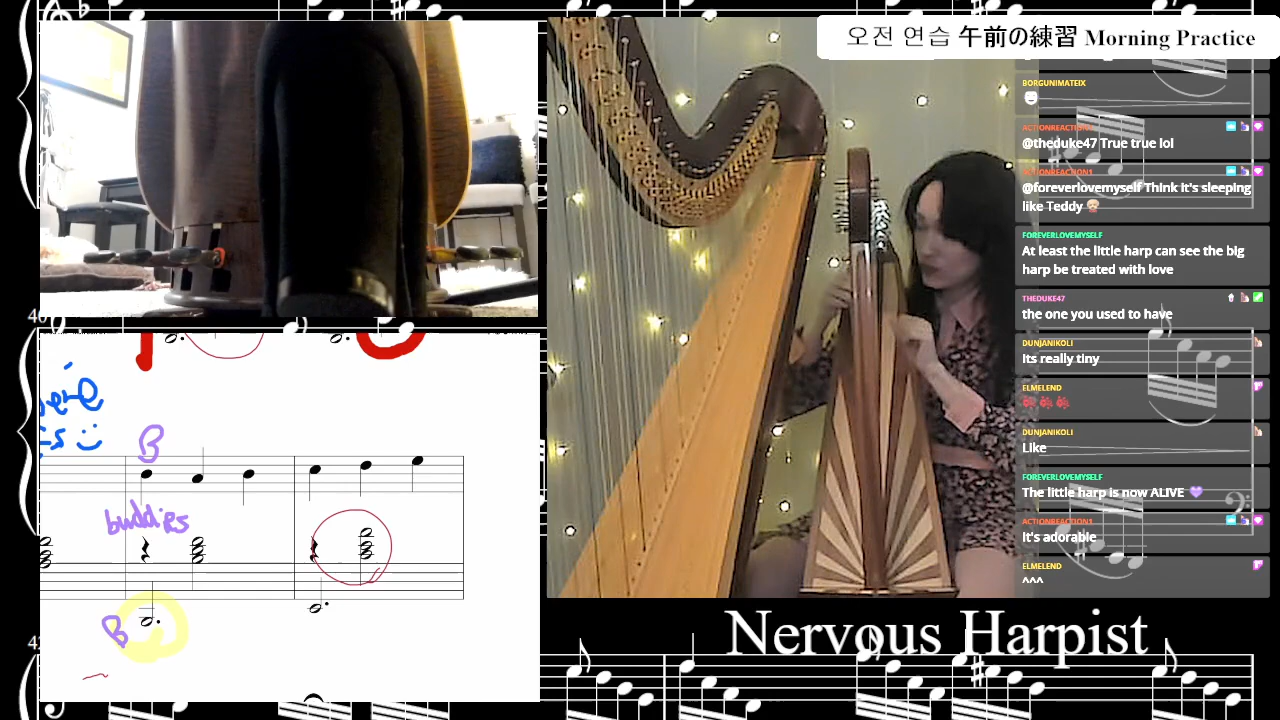 오전 연습 午前の練習 Morning Practice
BORGUNIMATEIX
ACTIONREACTION1
@theduke47 True true lol
ACTIONREACTION1
@foreverlovemyself Think it's sleeping
like Teddy
FOREVERLOVEMYSELF
At least the little harp can see the big
harp be treated with love
THEDUKE47
the one you used to have
DUNJANIKOLI
Its really tiny
ELMELEND
DUNJANIKOLI
Like
FOREVERLOVEMYSELF
The little harp is now ALIVE 💜
ACTIONREACTION1
It's adorable
ELMELEND
^^^
B
buddies
B
Nervous Harpist